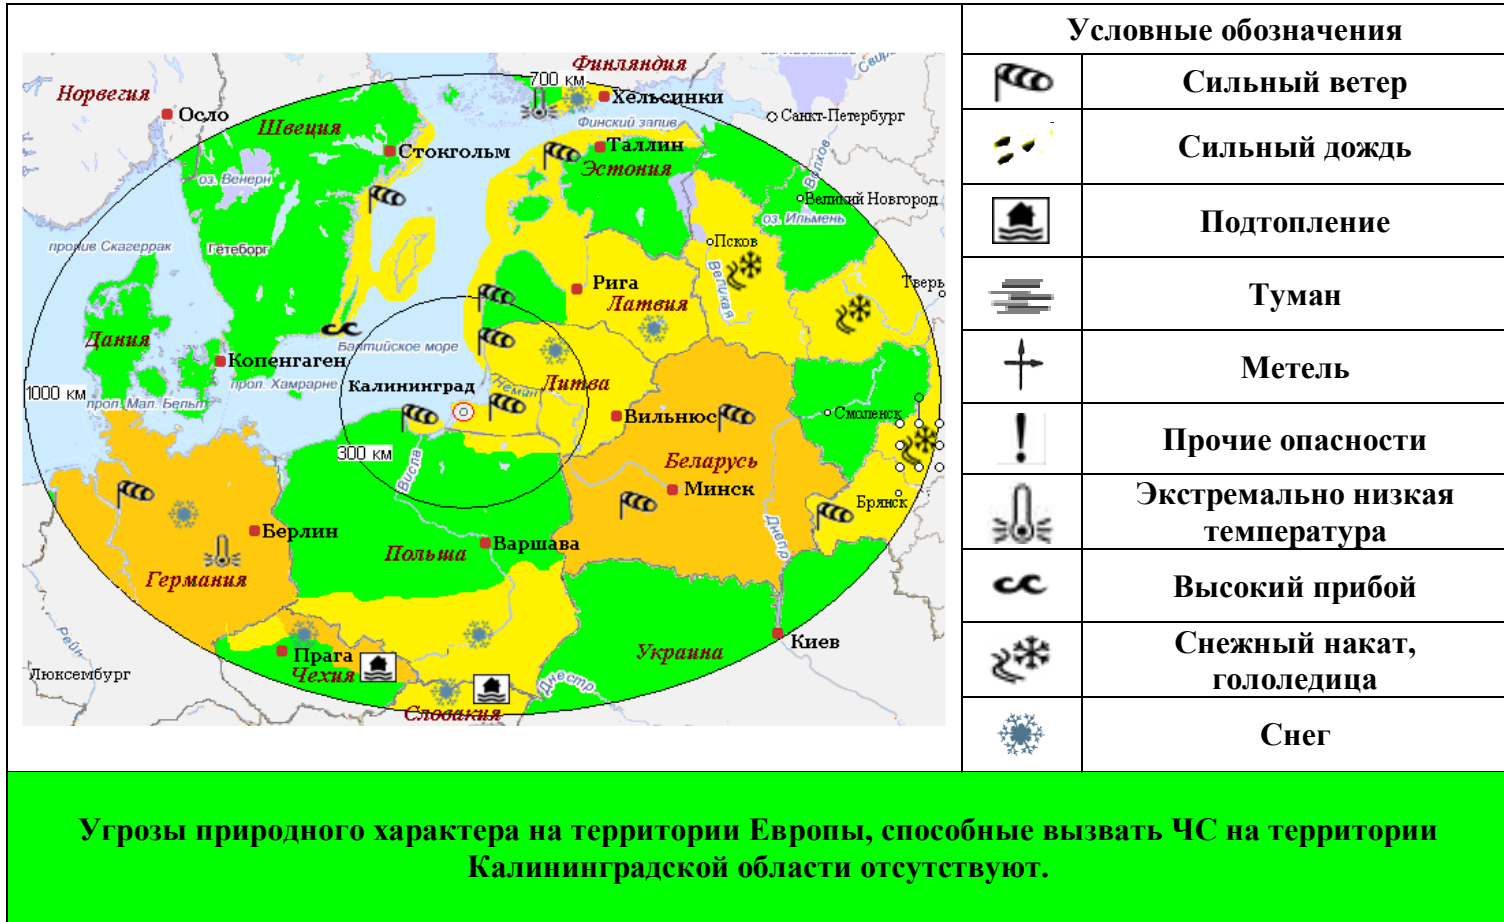 Условные обозначения
Сильный ветер
Сильный дождь
Подтопление
Туман
Метель
Прочие опасности
Экстремально низкая
температура
Высокий прибой
Снежный накат,
гололедица
Снег
Финляндия
700 км
Норвегия
Хельсинки
Осло
Санкт-Петербург
Швеция
Финский залив
Стокгольм
Таллин
Эстония
Волхов
оз. Венерн
Великий Новгород
оз. Ильмень
пролив Скагеррак
Гётеборг
Псков
Великая
Тверь
Рига
Латвия
Дания
Балтийское море
Копенгаген
Калининград
Литва
Неман
прол. Хамрарне
1000 км
прол. Мал. Бельт
Вильнюс
Смоленск
300 км
Висла
Беларусь
Минск
Брянск
Берлин
Днепр
Польша
Варшава
Германия
Рейн
Прага
Чехия
Украина
Киев
Люксембург
Днестр
Словакия
Угрозы природного характера на территории Европы, способные вызвать ЧС на территории
Калининградской области отсутствуют.